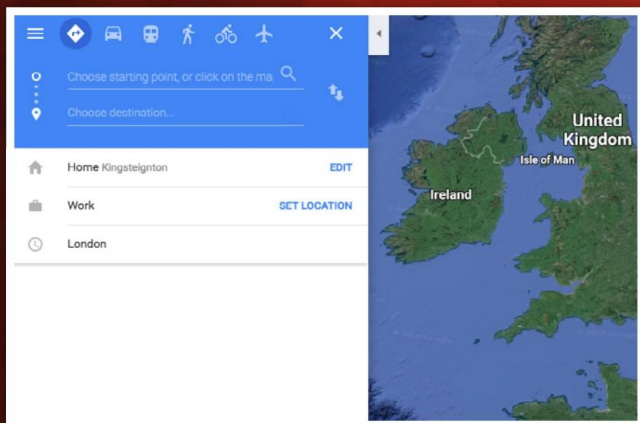 Choose starting point, or click on the ma
Choose destination...
Home Kingsteignton EDIT
Work SET LOCATION
London
United
Kingdom
Isle of Man
Ireland